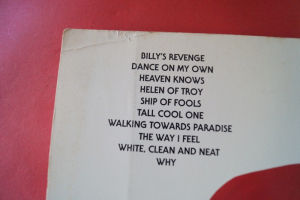 BILLY'S REVENGE
DANCE ON MY OWN
HEAVEN KNOWS
HELEN OF TROY
SHIP OF FOOLS
TALL COOL ONE
WALKING TOWARDS PARADISE
THE WAY I FEEL
WHITE, CLEAN AND NEAT
WHY